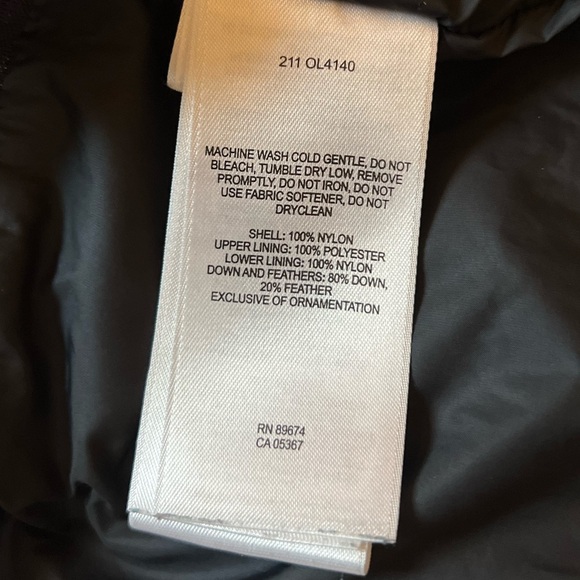 211 OL4140
MACHINE WASH COLD GENTLE, DO NOT
BLEACH, TUMBLE DRY LOW, REMOVE
PROMPTLY, DO NOT IRON, DO NOT
USE FABRIC SOFTENER, DO NOT
DRYCLEAN
SHELL: 100% NYLON
UPPER LINING: 100% POLYESTER
LOWER LINING: 100% NYLON
DOWN AND FEATHERS: 80% DOWN,
20% FEATHER
EXCLUSIVE OF ORNAMENTATION
RN 89674
CA 05367